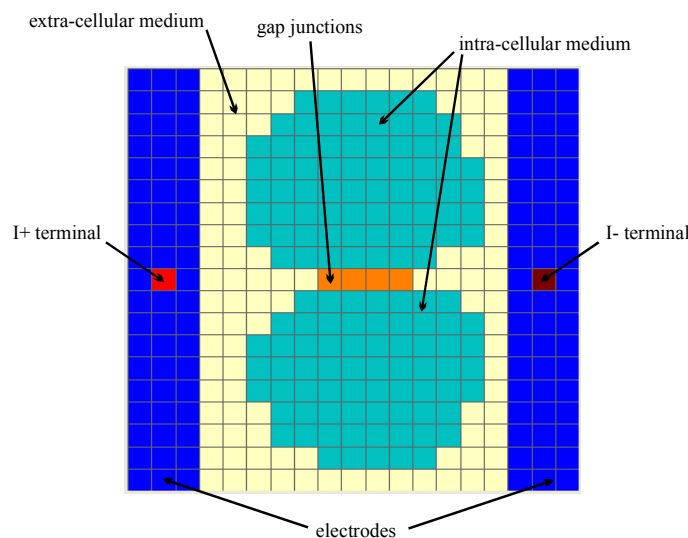 extra-cellular medium
gap junctions
intra-cellular medium
I+ terminal
I- terminal
electrodes